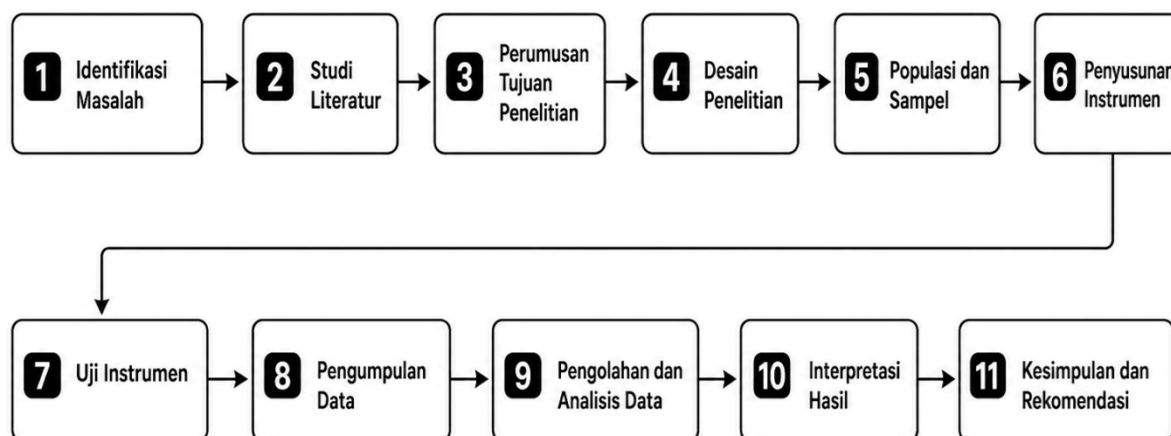 1 Identifikasi
Masalah
2 Studi
Literatur
3 Perumusan
Tujuan
Penelitian
4 Desain
Penelitian
5 Populasi dan
Sampel
6 Penyusunan
Instrumen
7 Uji Instrumen
8 Pengumpulan
Data
9 Pengolahan dan
Analisis Data
10 Interpretasi
Hasil
11 Kesimpulan dan
Rekomendasi